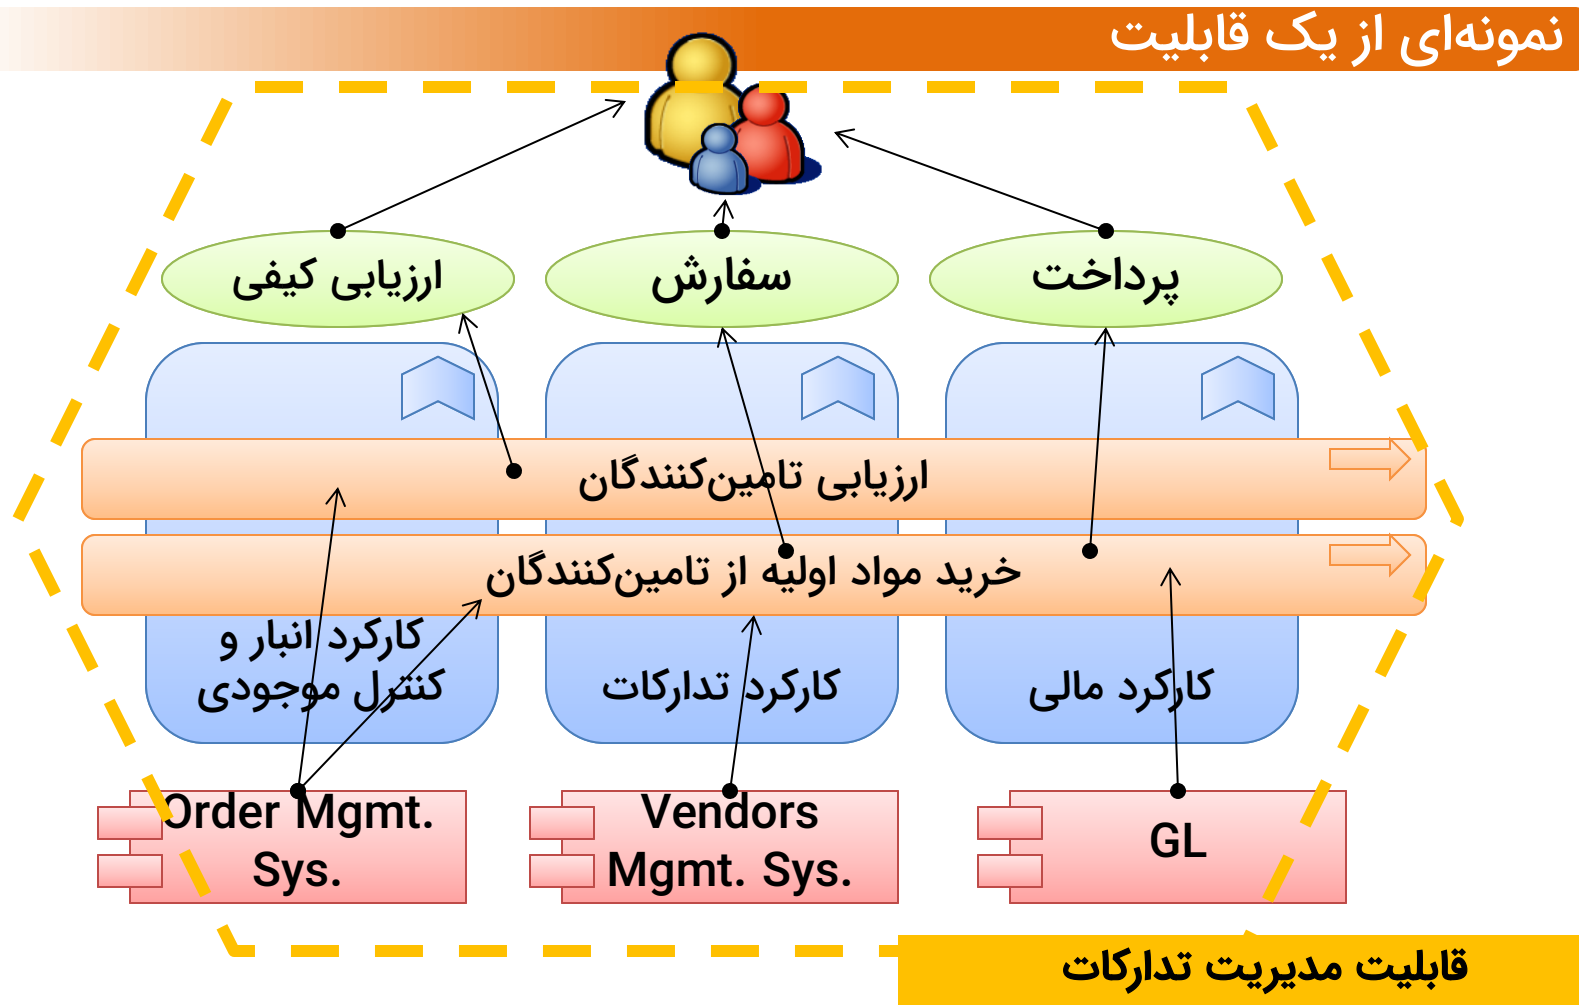 نمونه‌ای از یک قابلیت
پرداخت
سفارش
ارزیابی کیفی
ارزیابی تامین‌کنندگان
خرید مواد اولیه از تامین‌کنندگان
کارکرد مالی
کارکرد تدارکات
کارکرد انبار و
کنترل موجودی
Order Mgmt.
Sys.
Vendors
Mgmt. Sys.
GL
قابلیت مدیریت تدارکات